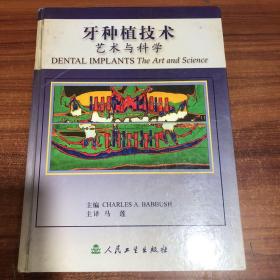 牙种植技术
艺术与科学
DENTAL IMPLANTS The Art and Science
主编 CHARLES A. BABBUSH
主译 马莲
人民卫生出版社